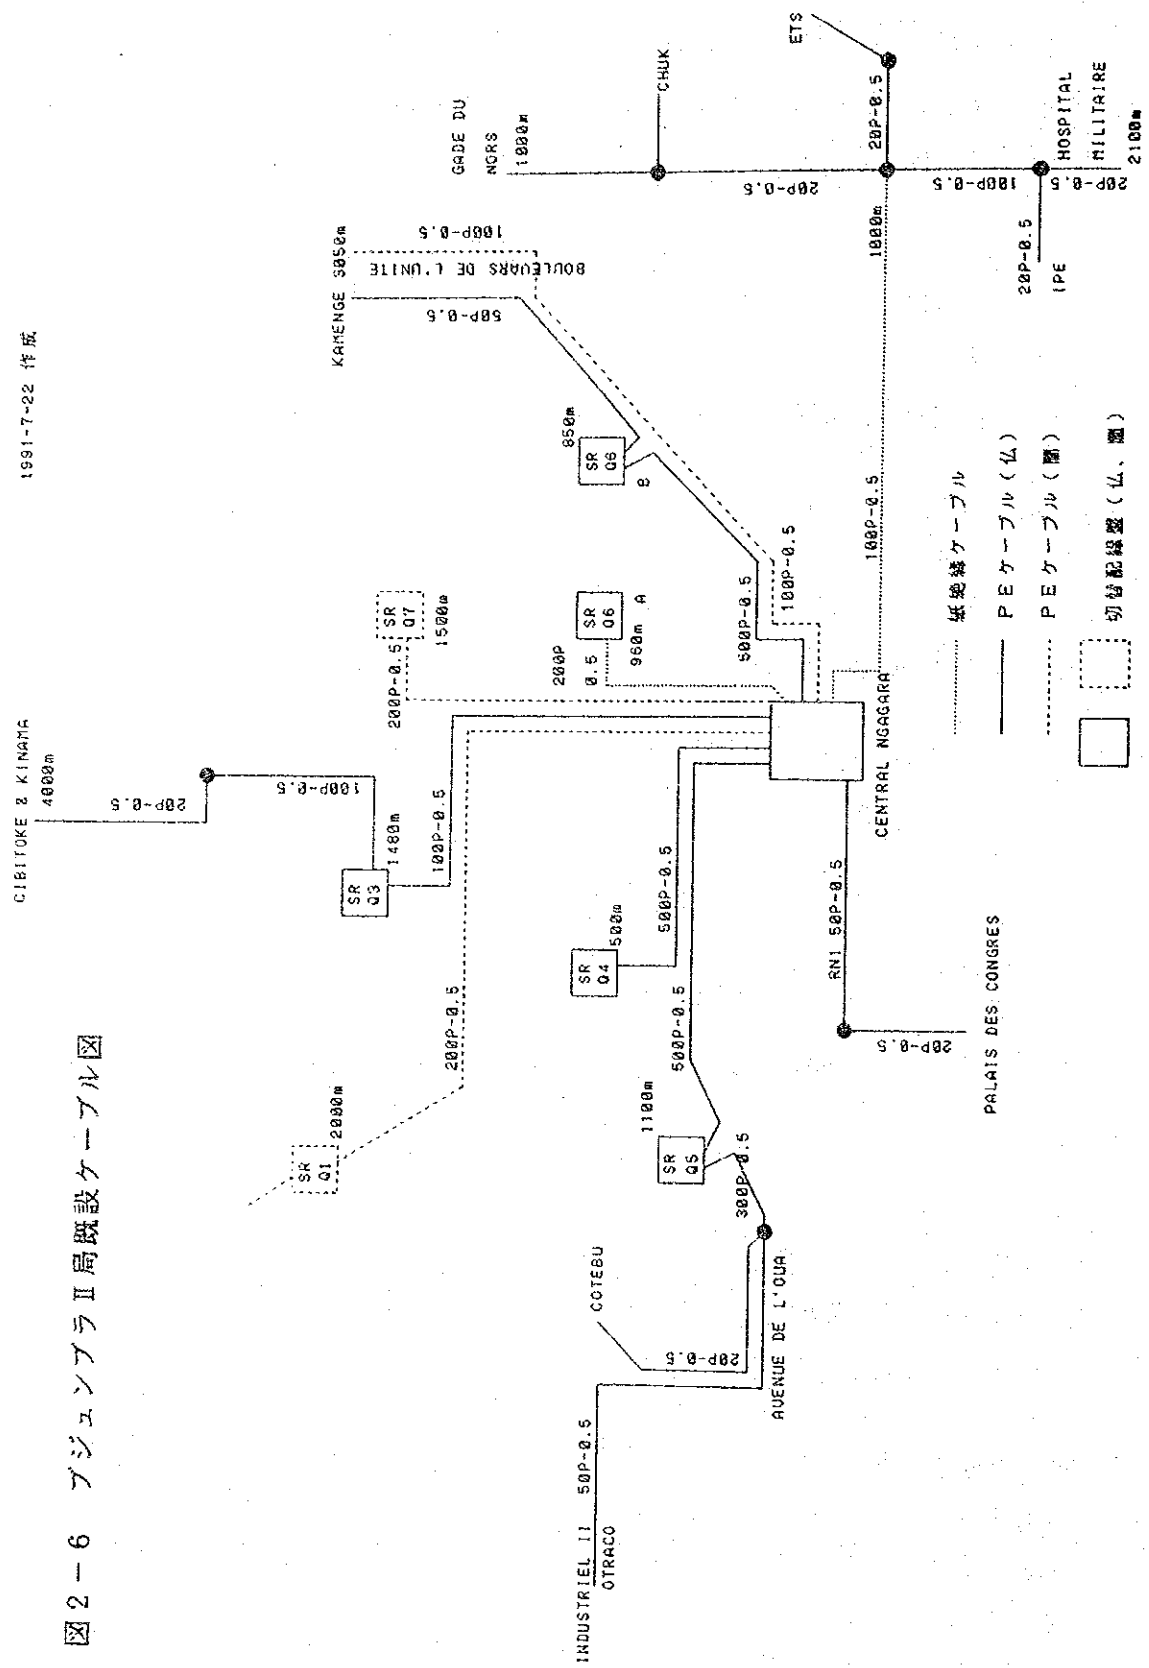 図2-6 ブジュンブラⅡ局既設ケーブル図
1991-7-22 作成
CIBITOKE & KINAMA
4000m
20P-0.5
100P-0.5
SR
Q3
1480m
100P-0.5
SR
Q1
2000m
200P-0.5
SR
Q7
1500m
200P-0.5
KAMENGE 3050m
50P-0.5
BOULEVARS DE L'UNITE
100P-0.5
GADE DU
NORS
1000m
CHUK
ETS
20P-0.5
20P-0.5
1000m
100P-0.5
20P-0.5
HOSPITAL
MILITAIRE
2100m
20P-0.5
IPE
SR
Q6
850m
B
SR
Q6
960m A
200P
0.5
500P-0.5
100P-0.5
100P-0.5
SR
Q4
500m
500P-0.5
500P-0.5
SR
Q5
1100m
300P-0.5
COTEBU
20P-0.5
AVENUE DE L'OUA
INDUSTRIEL II 50P-0.5
OTRACO
CENTRAL NGAGARA
RN1 50P-0.5
20P-0.5
PALAIS DES CONGRES
紙絶縁ケーブル
PEケーブル(仏)
PEケーブル(蘭)
切替配線盤(仏、蘭)